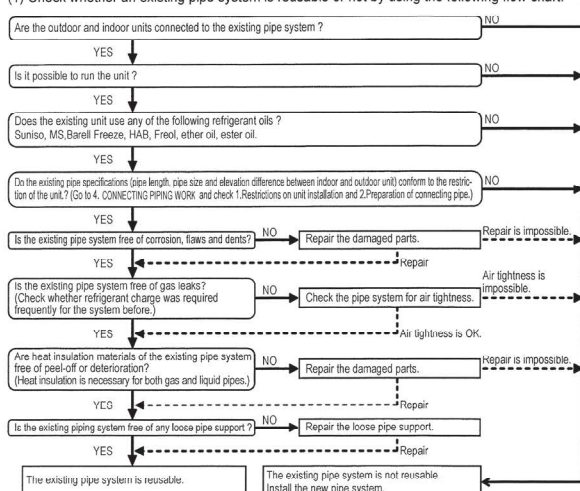 (1) Check whether an existing pipe system is reusable or not by using the following flow chart.
Are the outdoor and indoor units connected to the existing pipe system ?
NO
YES
Is it possible to run the unit ?
NO
YES
Does the existing unit use any of the following refrigerant oils ?
Suniso, MS,Barell Freeze, HAB, Freol, ether oil, ester oil.
NO
YES
Do the existing pipe specifications (pipe length, pipe size and elevation difference between indoor and outdoor unit) conform to the restric-
tion of the unit.? (Go to 4. CONNECTING PIPING WORK and check 1.Restrictions on unit installation and 2.Preparation of connecting pipe.)
NO
YES
Is the existing pipe system free of corrosion, flaws and dents?
NO
Repair the damaged parts.
Repair is impossible.
YES
Repair
Is the existing pipe system free of gas leaks?
(Check whether refrigerant charge was required
frequently for the system before.)
NO
Check the pipe system for air tightness.
Air tightness is
impossible.
YES
Air tightness is OK.
Are heat insulation materials of the existing pipe system
free of peel-off or deterioration?
(Heat insulation is necessary for both gas and liquid pipes.)
NO
Repair the damaged parts.
Repair is impossible.
YES
Repair
Is the existing piping system free of any loose pipe support ?
NO
Repair the loose pipe support.
YES
Repair
The existing pipe system is reusable.
The existing pipe system is not reusable
Install the new pipe system.